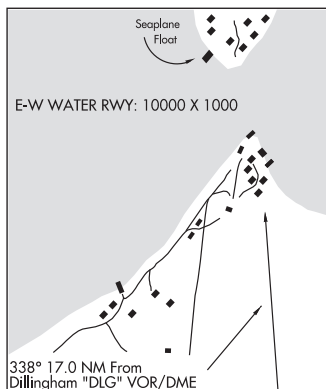 Seaplane
Float
E-W WATER RWY: 10000 X 1000
338° 17.0 NM From
Dillingham "DLG" VOR/DME